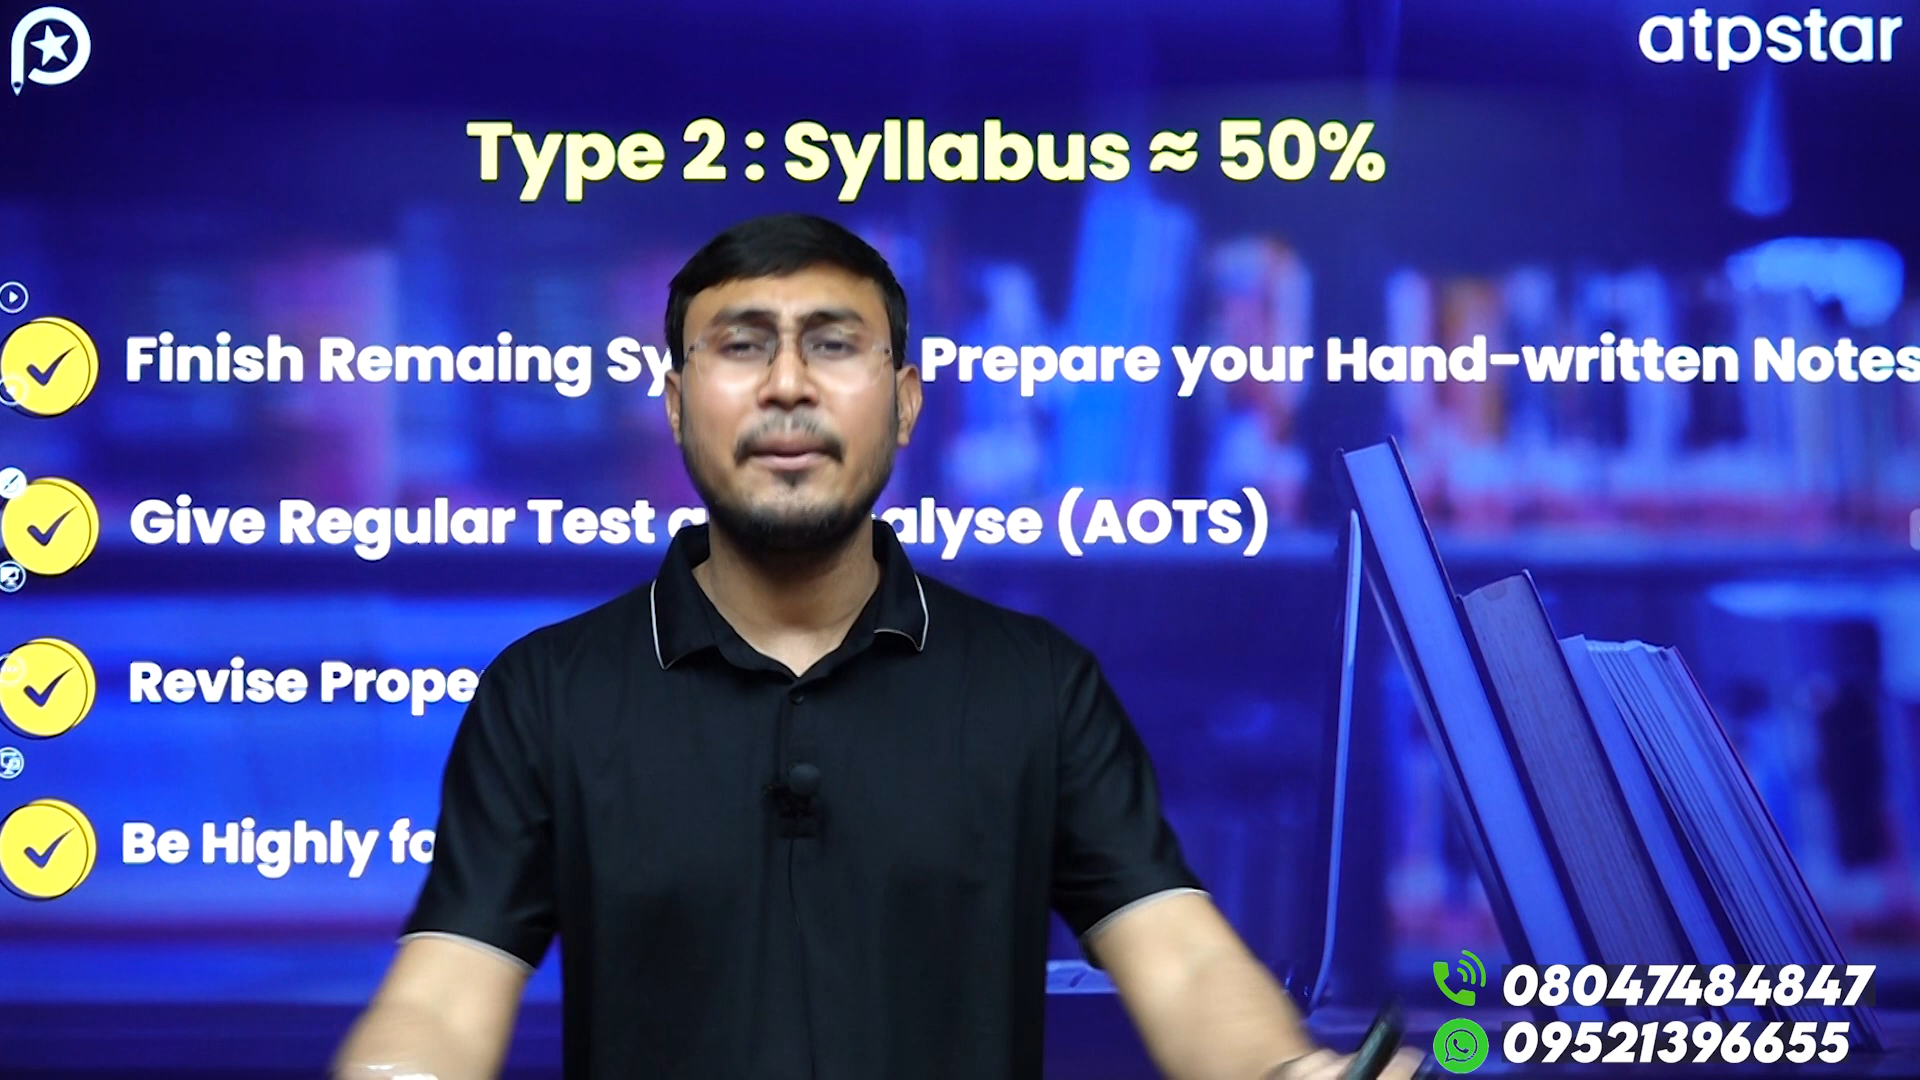 atpstar
Type 2 : Syllabus ≈ 50%
Finish Remaing Sy Prepare your Hand-written Notes
Give Regular Test alyse (AOTS)
Revise Prope
Be Highly fo
08047484847
09521396655